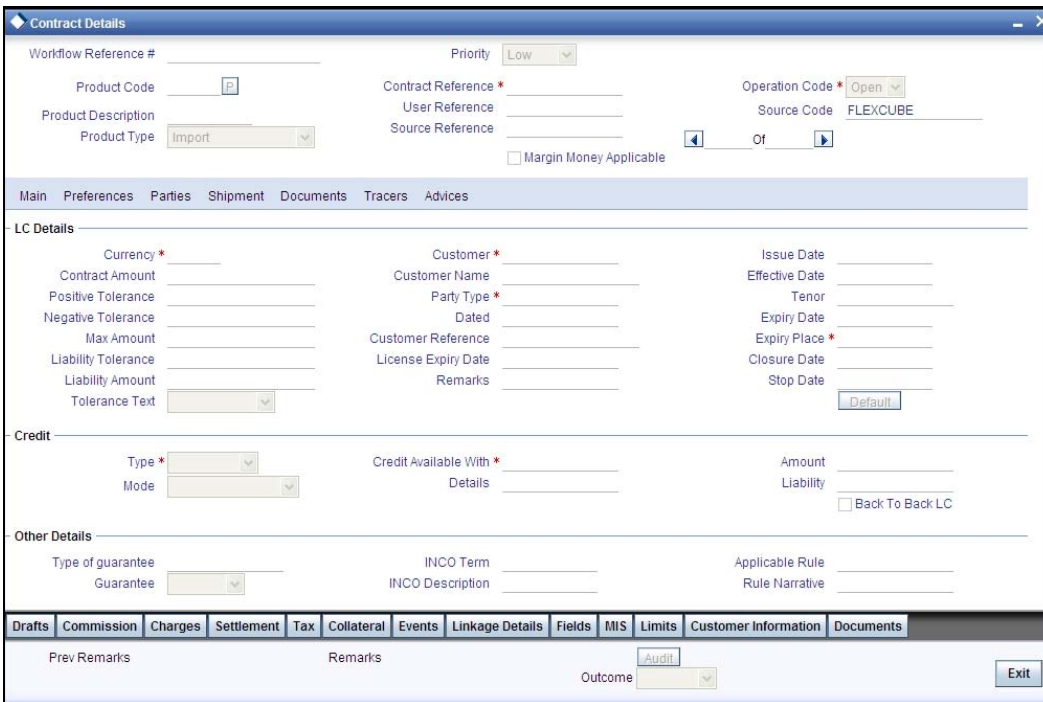 Contract Details
Workflow Reference # Priority Low
Product Code P Contract Reference * Operation Code * Open
Product Description User Reference Source Code FLEXCUBE
Product Type Import Source Reference Of
Margin Money Applicable
Main Preferences Parties Shipment Documents Tracers Advices
LC Details
Currency * Customer * Issue Date
Contract Amount Customer Name Effective Date
Positive Tolerance Party Type * Tenor
Negative Tolerance Dated Expiry Date
Max Amount Customer Reference Expiry Place *
Liability Tolerance License Expiry Date Closure Date
Liability Amount Remarks Stop Date
Tolerance Text Default
Credit
Type * Credit Available With * Amount
Mode Details Liability
Back To Back LC
Other Details
Type of guarantee INCO Term Applicable Rule
Guarantee INCO Description Rule Narrative
Drafts Commission Charges Settlement Tax Collateral Events Linkage Details Fields MIS Limits Customer Information Documents
Prev Remarks Remarks Audit
Outcome Exit